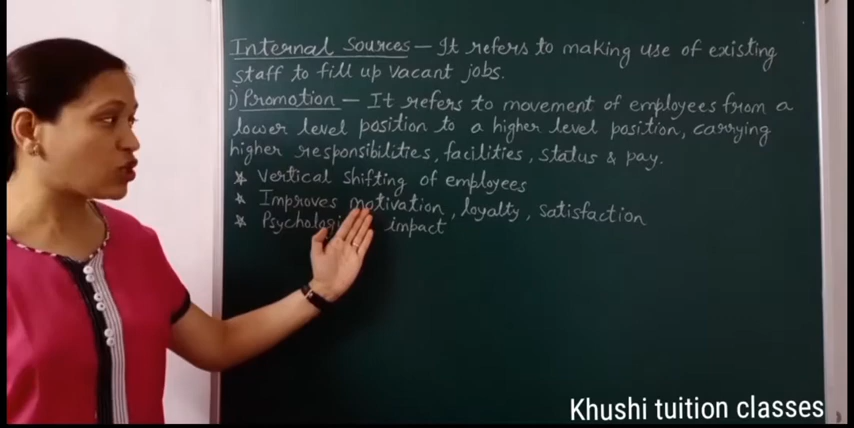 Internal Sources – It refers to making use of existing
staff to fill up vacant jobs.
1) Promotion – It refers to movement of employees from a
lower level position to a higher level position, carrying
higher responsibilities, facilities, status & pay.
* Vertical shifting of employees
* Improves motivation, loyalty, satisfaction
* impact
Khushi tuition classes